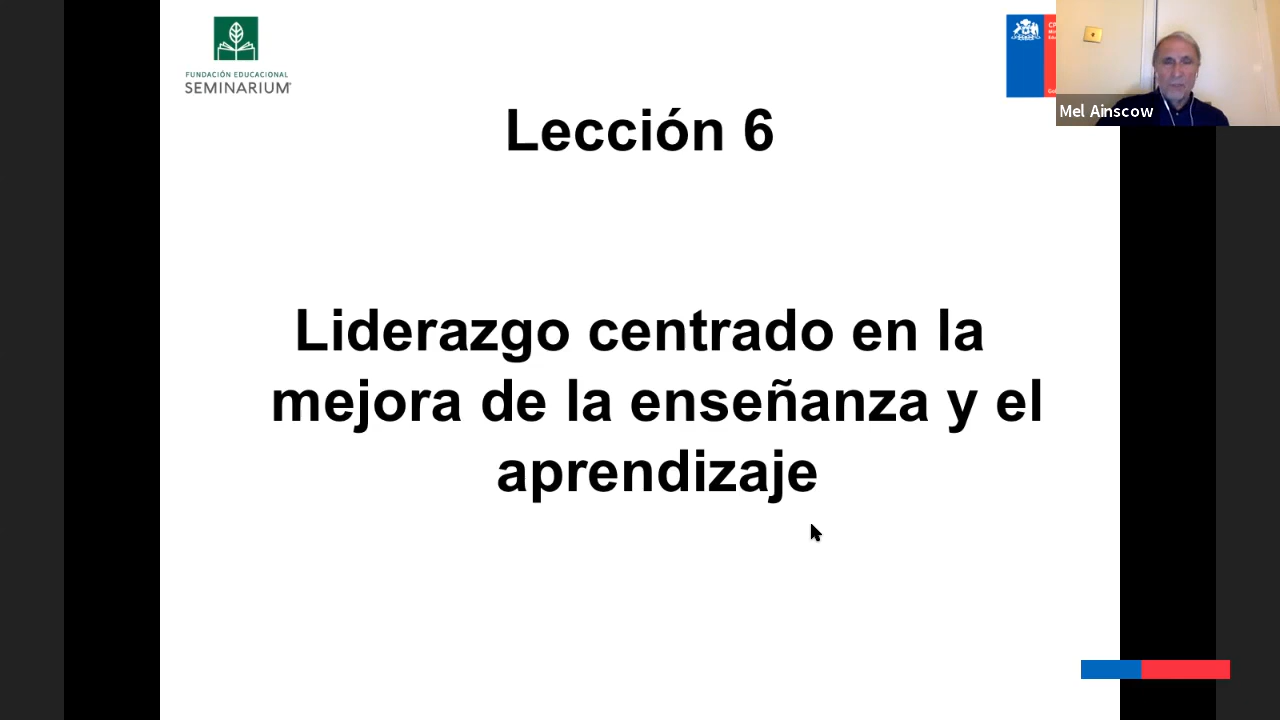 FUNDACIÓN EDUCACIONAL
SEMINARIUM
Mel Ainscow
Lección 6
Liderazgo centrado en la
mejora de la enseñanza y el
aprendizaje